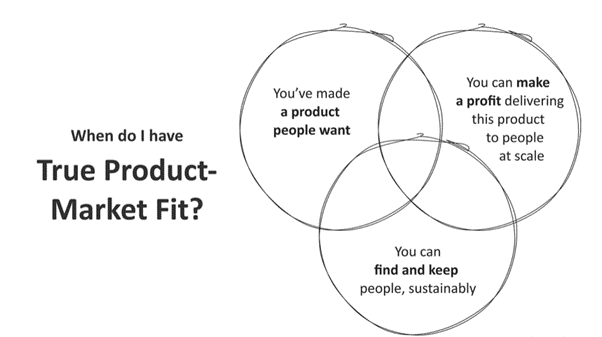 When do I have
True Product-
Market Fit?
You've made
a product
people want
You can make
a profit delivering
this product
to people
at scale
You can
find and keep
people, sustainably